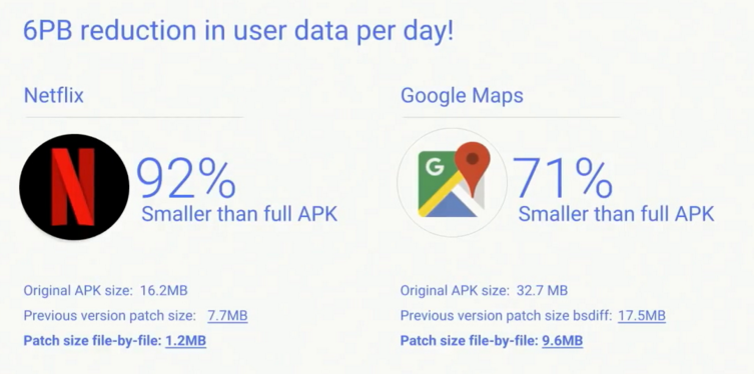 6PB reduction in user data per day!
Netflix
N
92%
Smaller than full APK
Original APK size: 16.2MB
Previous version patch size: 7.7MB
Patch size file-by-file: 1.2MB
Google Maps
G
71%
Smaller than full APK
Original APK size: 32.7 MB
Previous version patch size bsdiff: 17.5MB
Patch size file-by-file: 9.6MB